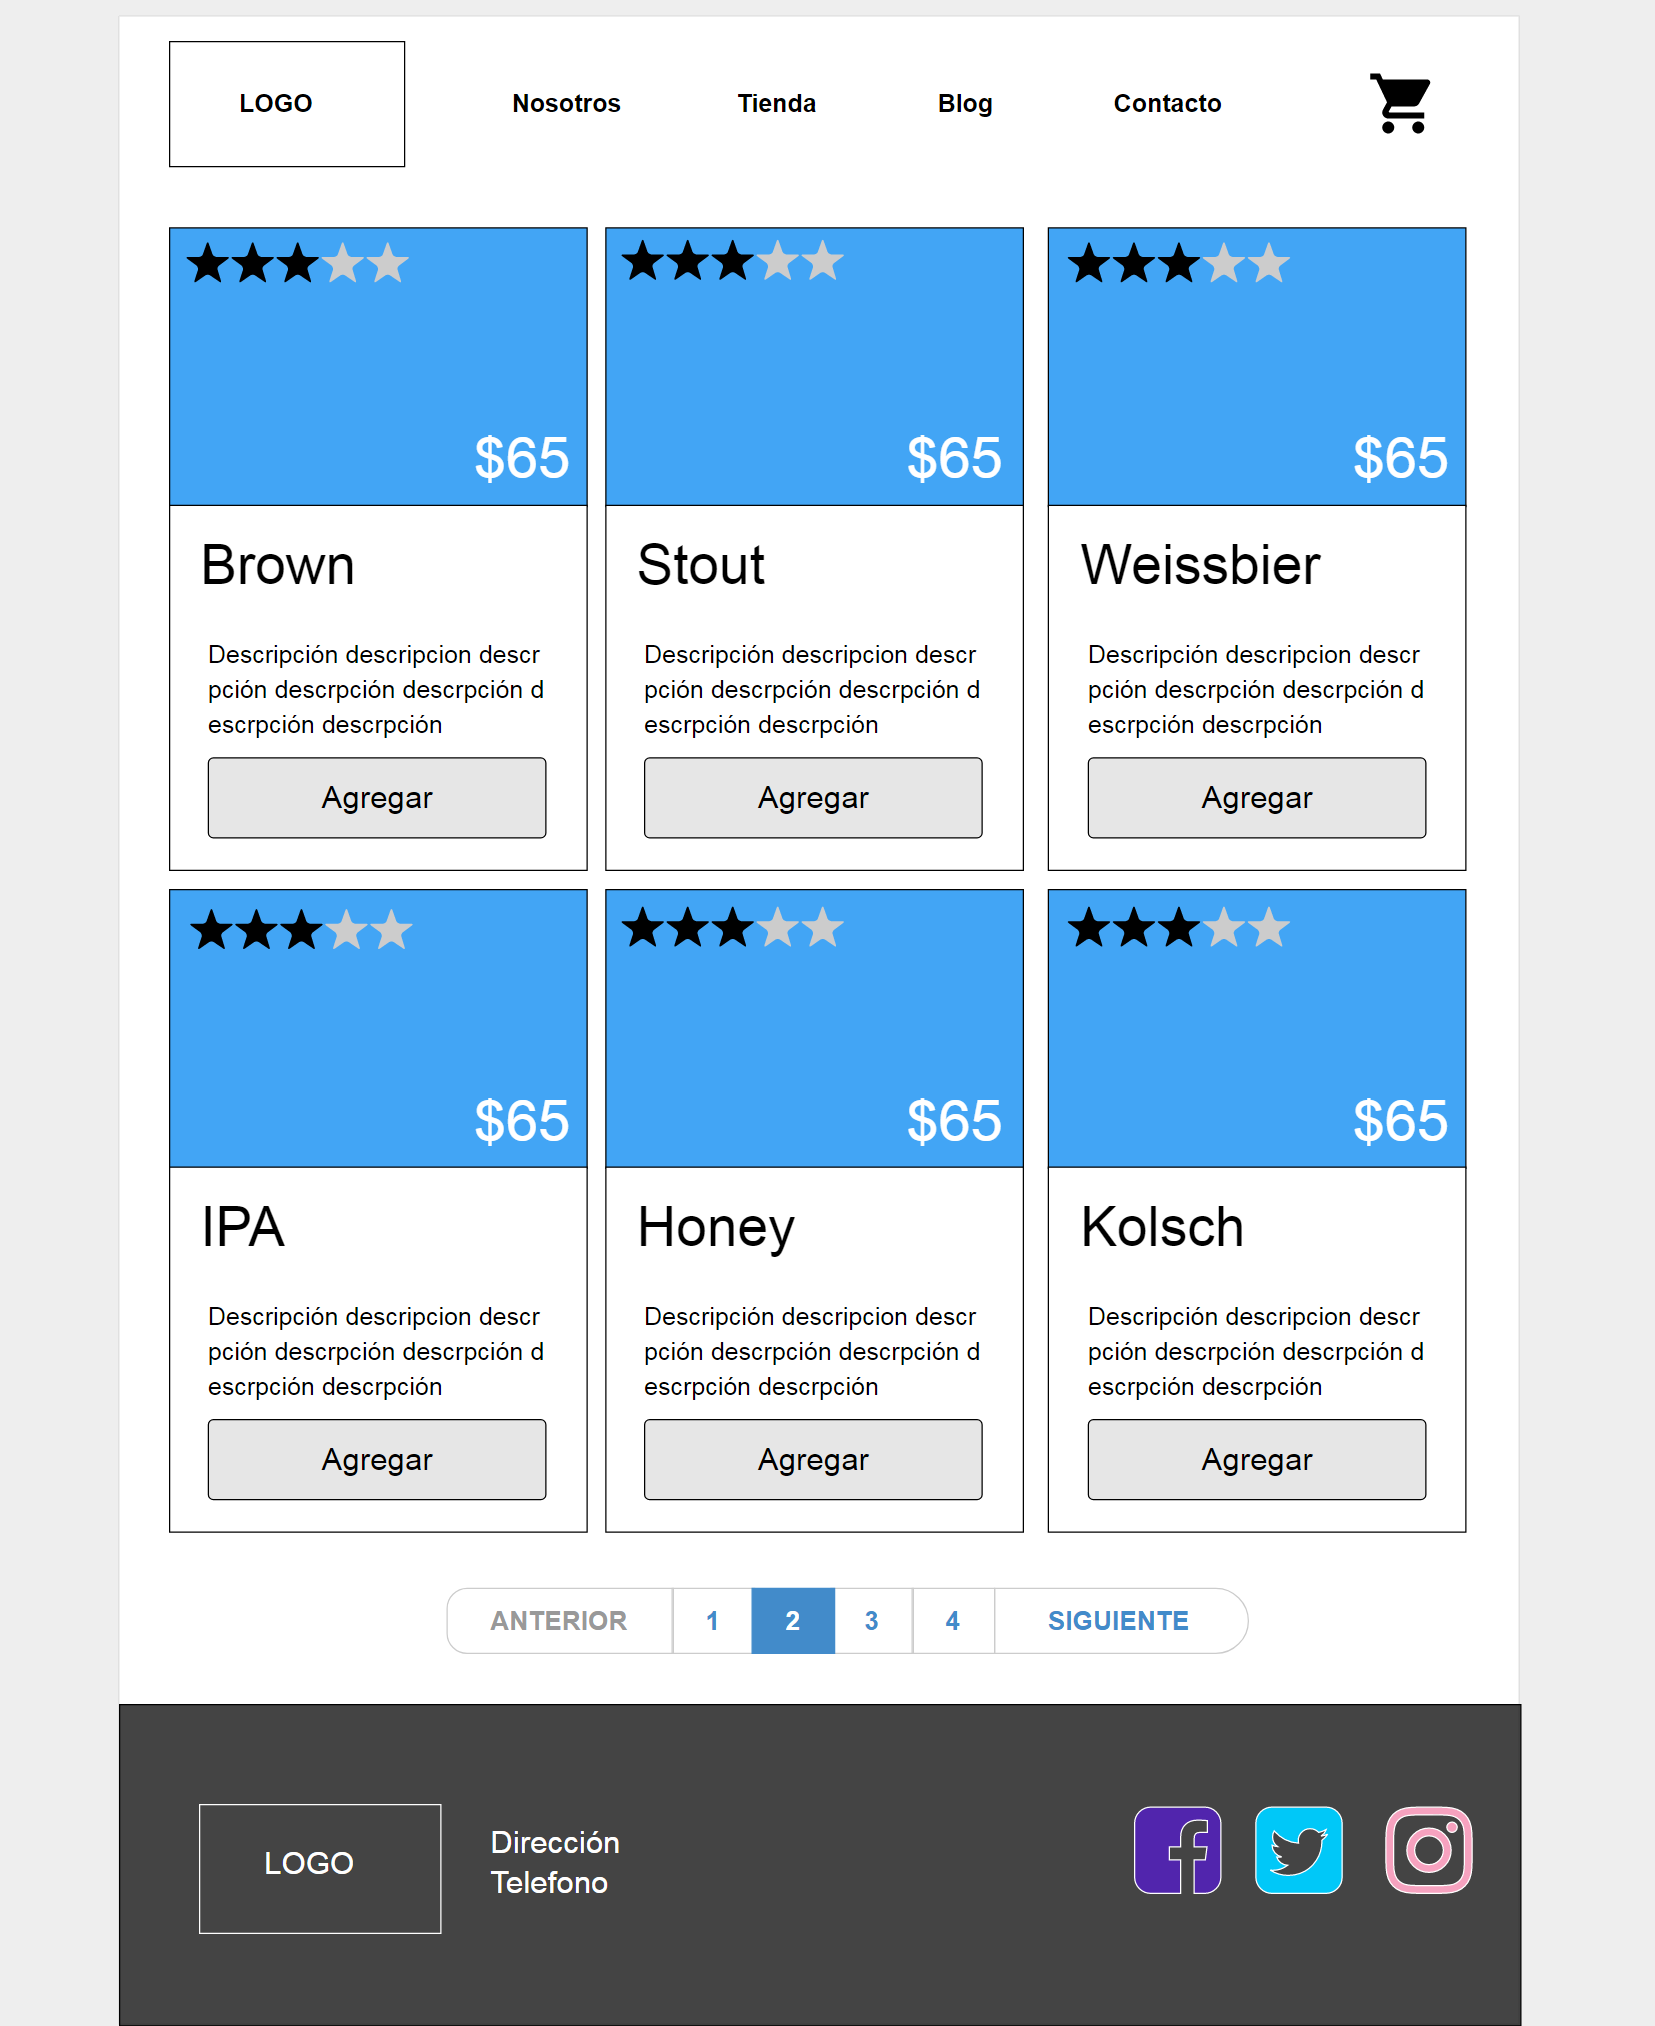 LOGO
Nosotros
Tienda
Blog
Contacto
$65
$65
$65
Brown
Stout
Weissbier
Descripción descripcion descr
pción descrpción descrpción d
escrpción descrpción
Descripción descripcion descr
pción descrpción descrpción d
escrpción descrpción
Descripción descripcion descr
pción descrpción descrpción d
escrpción descrpción
Agregar
Agregar
Agregar
$65
$65
$65
IPA
Honey
Kolsch
Descripción descripcion descr
pción descrpción descrpción d
escrpción descrpción
Descripción descripcion descr
pción descrpción descrpción d
escrpción descrpción
Descripción descripcion descr
pción descrpción descrpción d
escrpción descrpción
Agregar
Agregar
Agregar
ANTERIOR
1
2
3
4
SIGUIENTE
LOGO
Dirección
Telefono